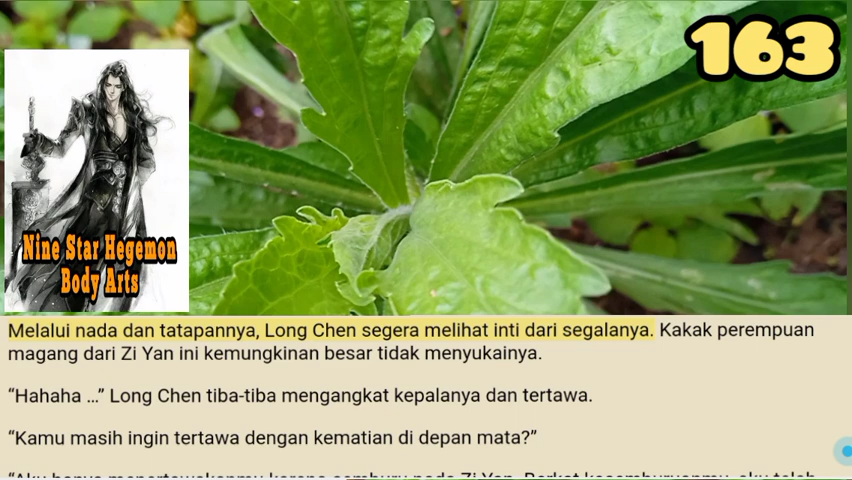 163
Nine Star Hegemon
Body Arts
Melalui nada dan tatapannya, Long Chen segera melihat inti dari segalanya. Kakak perempuan
magang dari Zi Yan ini kemungkinan besar tidak menyukainya.
“Hahaha ...” Long Chen tiba-tiba mengangkat kepalanya dan tertawa.
“Kamu masih ingin tertawa dengan kematian di depan mata?”